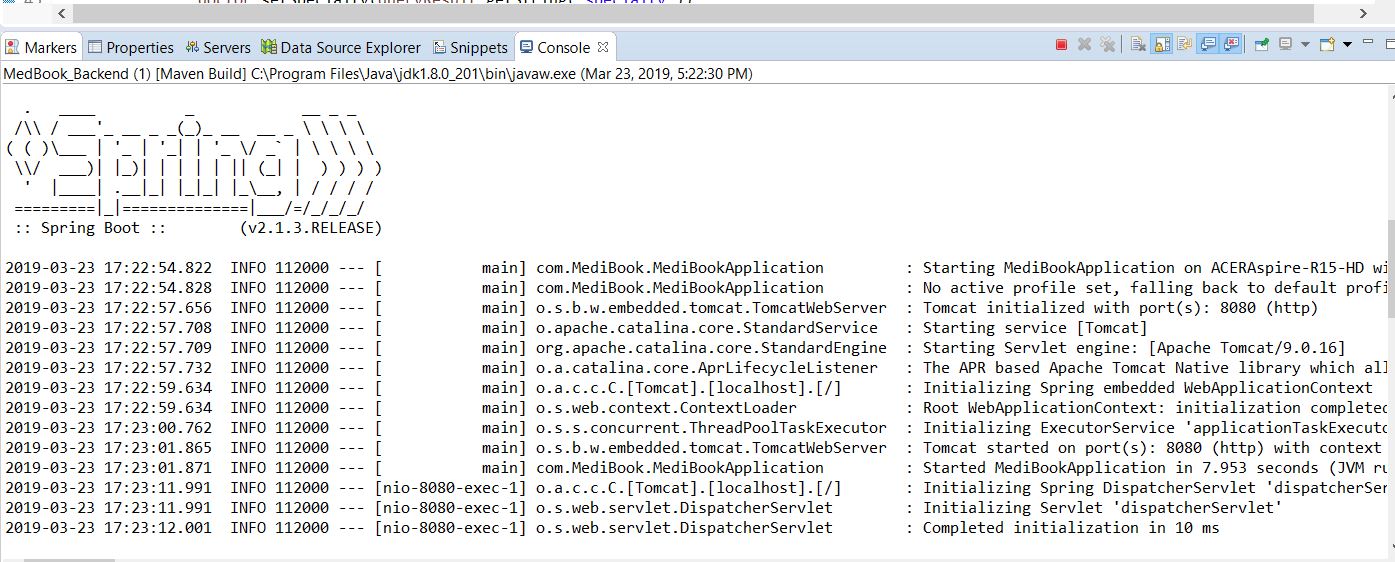 Markers Properties Servers Data Source Explorer Snippets Console
MedBook_Backend (1) [Maven Build] C:\Program Files\Java\jdk1.8.0_201\bin\javaw.exe (Mar 23, 2019, 5:22:30 PM)
  .   ____          _            __ _ _
 /\\ / ___'_ __ _ _(_)_ __  __ _ \ \ \ \
( ( )\___ | '_ | '_| | '_ \/ _` | \ \ \ \
 \\/  ___)| |_)| | | | | || (_| |  ) ) ) )
  '  |____| .__|_| |_|_| |_\__, | / / / /
 =========|_|==============|___/=/_/_/_/
 :: Spring Boot ::        (v2.1.3.RELEASE)
2019-03-23 17:22:54.822  INFO 112000 --- [           main] com.MediBook.MediBookApplication         : Starting MediBookApplication on ACERAspire-R15-HD wi
2019-03-23 17:22:54.828  INFO 112000 --- [           main] com.MediBook.MediBookApplication         : No active profile set, falling back to default profi
2019-03-23 17:22:57.656  INFO 112000 --- [           main] o.s.b.w.embedded.tomcat.TomcatWebServer  : Tomcat initialized with port(s): 8080 (http)
2019-03-23 17:22:57.708  INFO 112000 --- [           main] o.apache.catalina.core.StandardService   : Starting service [Tomcat]
2019-03-23 17:22:57.709  INFO 112000 --- [           main] org.apache.catalina.core.StandardEngine  : Starting Servlet engine: [Apache Tomcat/9.0.16]
2019-03-23 17:22:57.732  INFO 112000 --- [           main] o.a.catalina.core.AprLifecycleListener   : The APR based Apache Tomcat Native library which all
2019-03-23 17:22:59.634  INFO 112000 --- [           main] o.a.c.c.C.[Tomcat].[localhost].[/]       : Initializing Spring embedded WebApplicationContext
2019-03-23 17:22:59.634  INFO 112000 --- [           main] o.s.web.context.ContextLoader            : Root WebApplicationContext: initialization completed
2019-03-23 17:23:00.762  INFO 112000 --- [           main] o.s.s.concurrent.ThreadPoolTaskExecutor  : Initializing ExecutorService 'applicationTaskExecuto
2019-03-23 17:23:01.865  INFO 112000 --- [           main] o.s.b.w.embedded.tomcat.TomcatWebServer  : Tomcat started on port(s): 8080 (http) with context
2019-03-23 17:23:01.871  INFO 112000 --- [           main] com.MediBook.MediBookApplication         : Started MediBookApplication in 7.953 seconds (JVM ru
2019-03-23 17:23:11.991  INFO 112000 --- [nio-8080-exec-1] o.a.c.c.C.[Tomcat].[localhost].[/]       : Initializing Spring DispatcherServlet 'dispatcherSer
2019-03-23 17:23:11.991  INFO 112000 --- [nio-8080-exec-1] o.s.web.servlet.DispatcherServlet        : Initializing Servlet 'dispatcherServlet'
2019-03-23 17:23:12.001  INFO 112000 --- [nio-8080-exec-1] o.s.web.servlet.DispatcherServlet        : Completed initialization in 10 ms